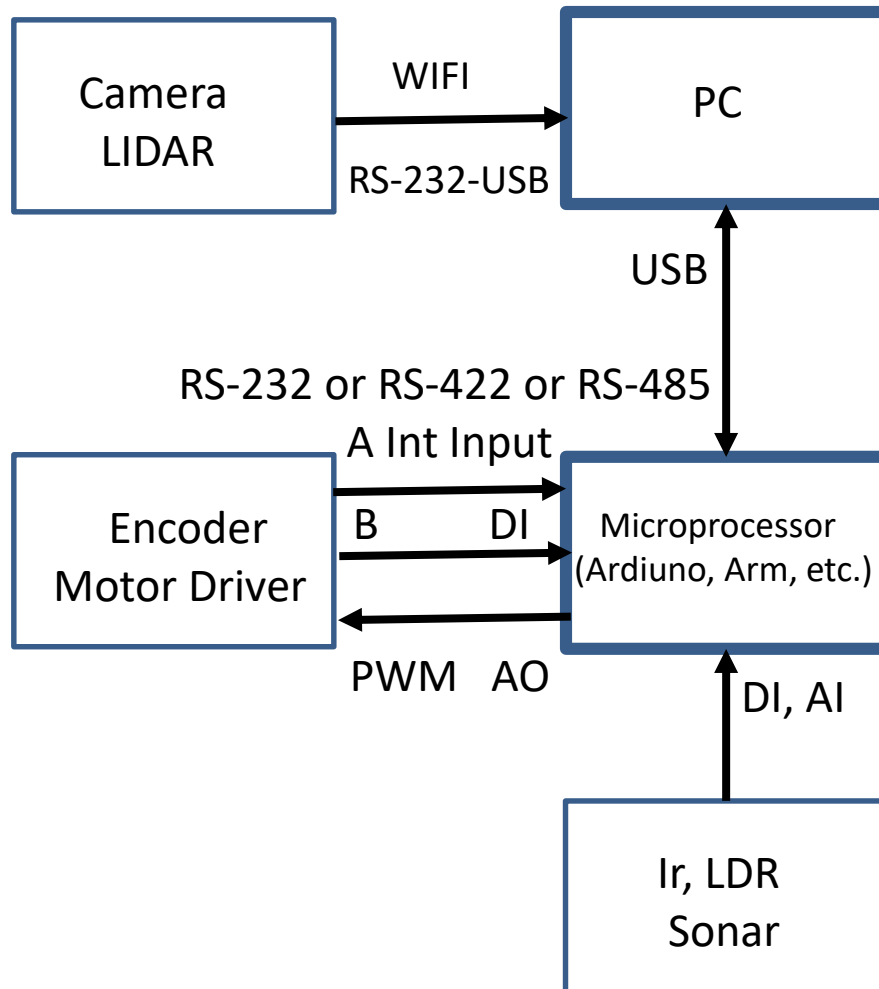 Camera
LIDAR
WIFI
RS-232-USB
PC
USB
RS-232 or RS-422 or RS-485
A Int Input
B DI
PWM AO
Encoder
Motor Driver
Microprocessor
(Ardiuno, Arm, etc.)
DI, AI
Ir, LDR
Sonar